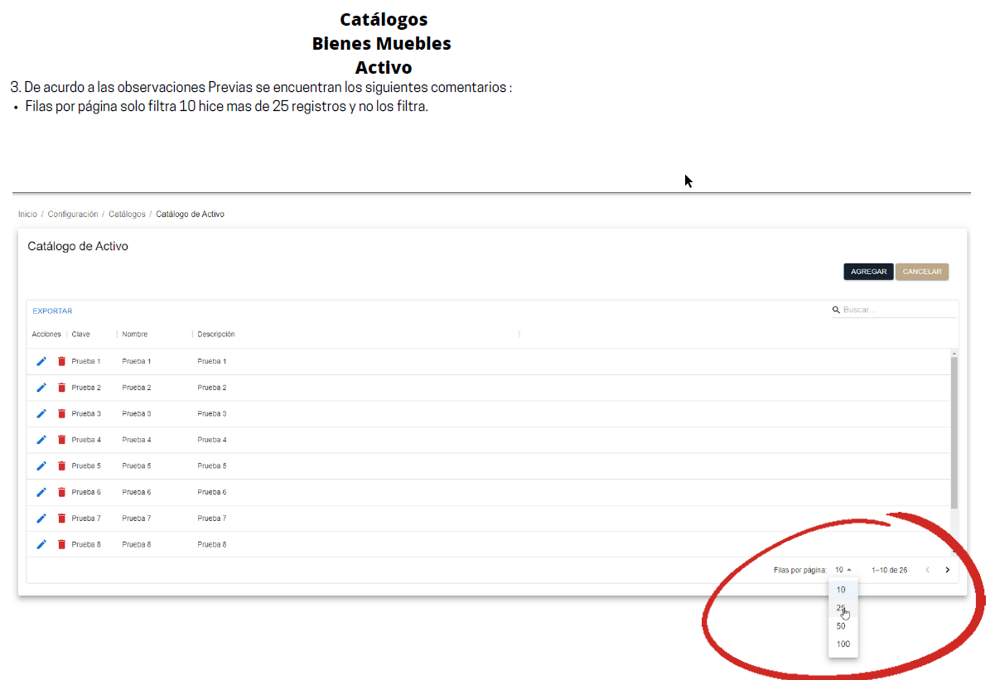 Catálogos
Bienes Muebles
Activo
3. De acuerdo a las observaciones Previas se encuentran los siguientes comentarios :
• Filas por página solo filtra 10 hice mas de 25 registros y no los filtra.
Inicio / Configuración / Catálogos / Catálogo de Activo
Catálogo de Activo
AGREGAR CANCELAR
EXPORTAR Buscar...
Acciones Clave Nombre Descripción
Prueba 1 Prueba 1 Prueba 1
Prueba 2 Prueba 2 Prueba 2
Prueba 3 Prueba 3 Prueba 3
Prueba 4 Prueba 4 Prueba 4
Prueba 5 Prueba 5 Prueba 5
Prueba 6 Prueba 6 Prueba 6
Prueba 7 Prueba 7 Prueba 7
Prueba 8 Prueba 8 Prueba 8
Filas por página: 10 1–10 de 26
10
25
50
100